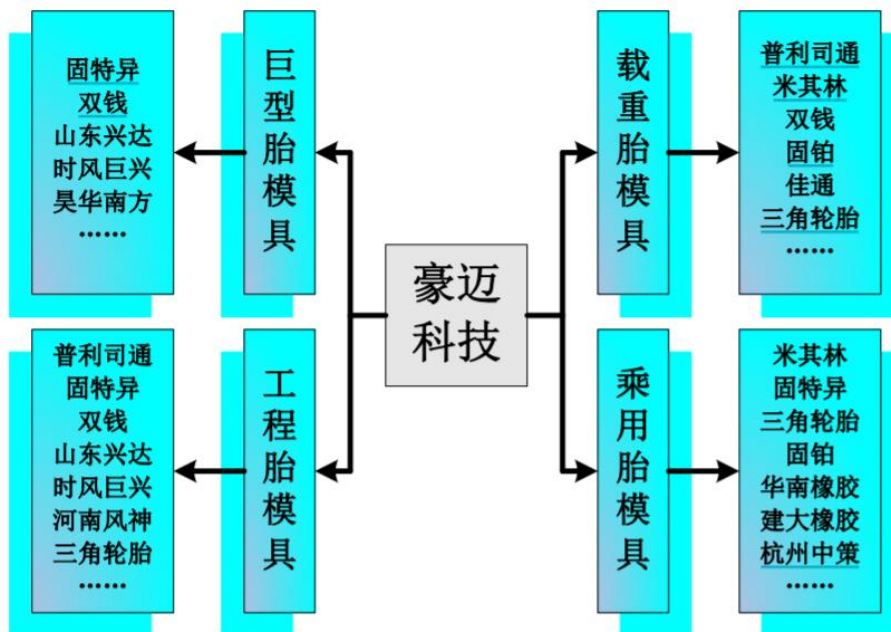 固特异
双钱
山东兴达
时风巨兴
昊华南方
……
巨型胎模具
载重胎模具
普利司通
米其林
双钱
固铂
佳通
三角轮胎
……
豪迈
科技
普利司通
固特异
双钱
山东兴达
时风巨兴
河南风神
三角轮胎
……
工程胎模具
乘用胎模具
米其林
固特异
三角轮胎
固铂
华南橡胶
建大橡胶
杭州中策
……